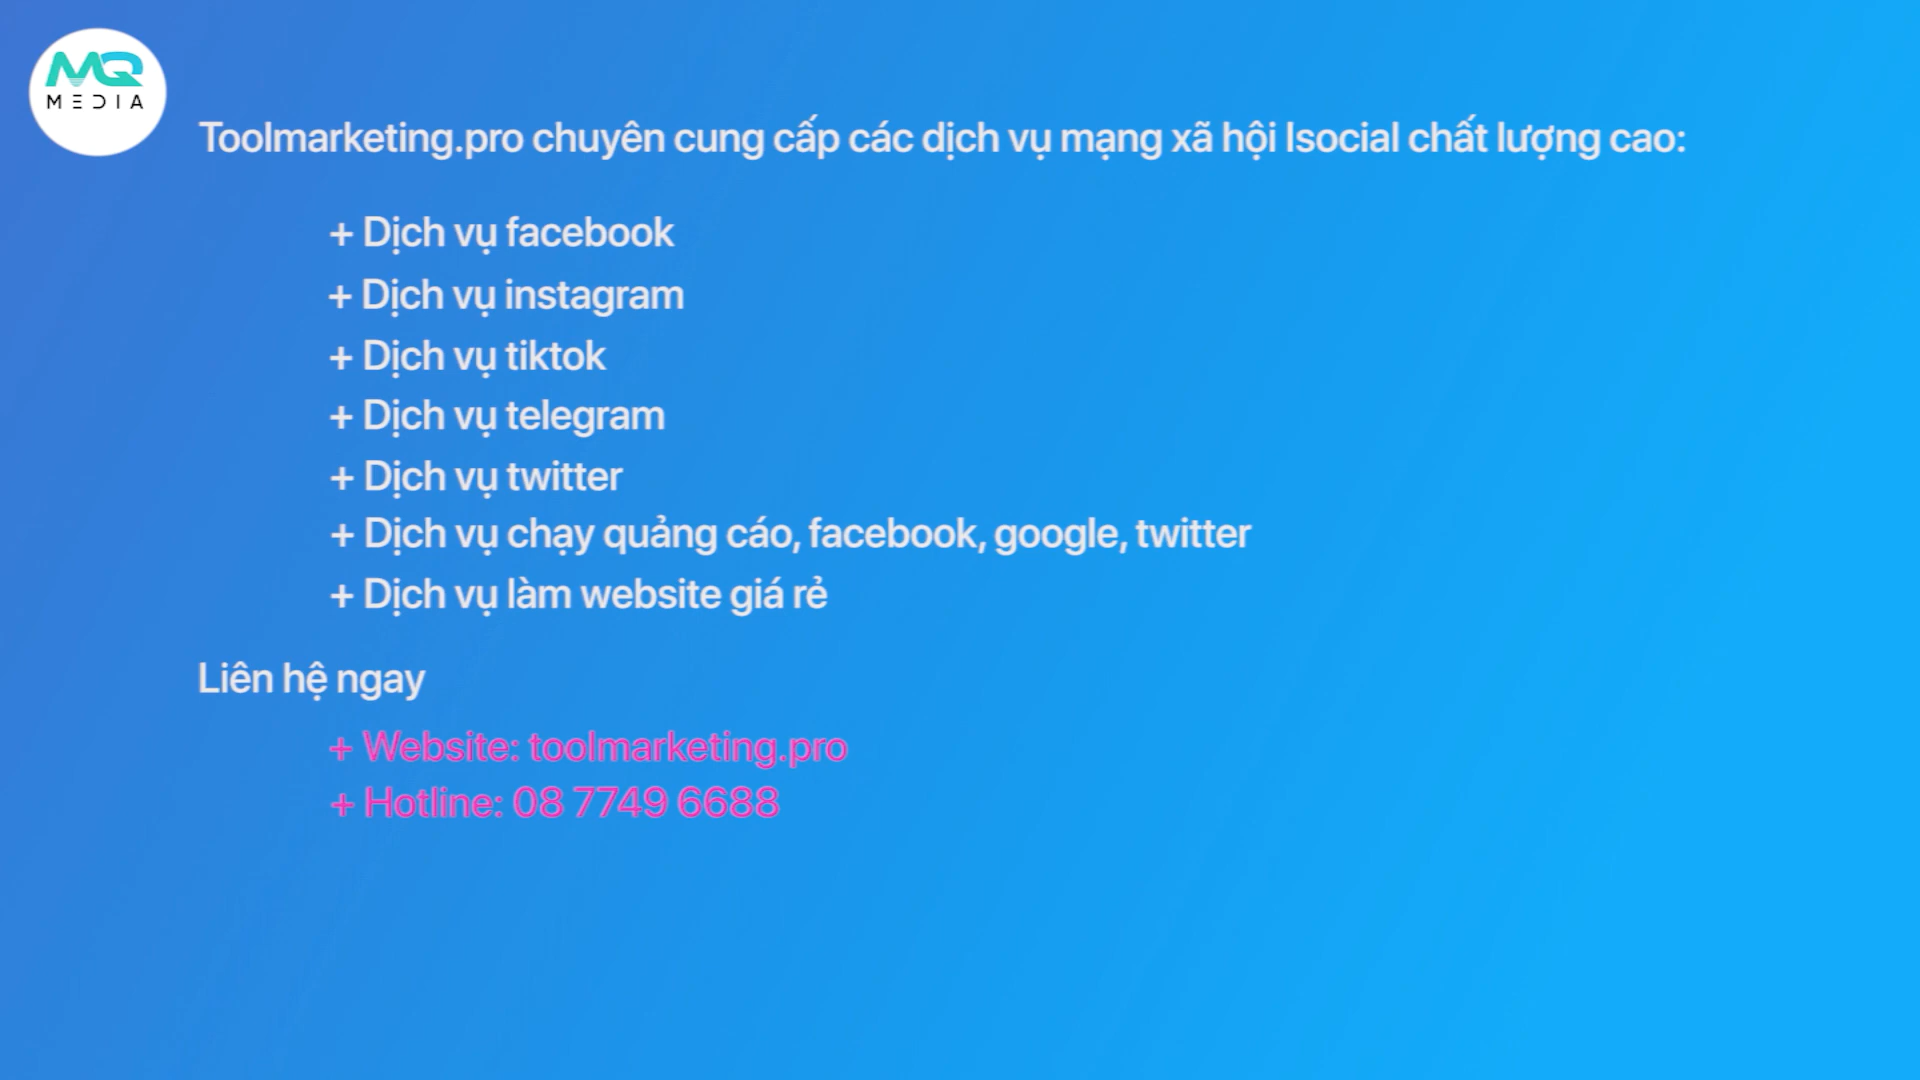 MQ
MEDIA
Toolmarketing.pro chuyên cung cấp các dịch vụ mạng xã hội Isocial chất lượng cao:
+ Dịch vụ facebook
+ Dịch vụ instagram
+ Dịch vụ tiktok
+ Dịch vụ telegram
+ Dịch vụ twitter
+ Dịch vụ chạy quảng cáo, facebook, google, twitter
+ Dịch vụ làm website giá rẻ
Liên hệ ngay
+ Website: toolmarketing.pro
+ Hotline: 08 7749 6688